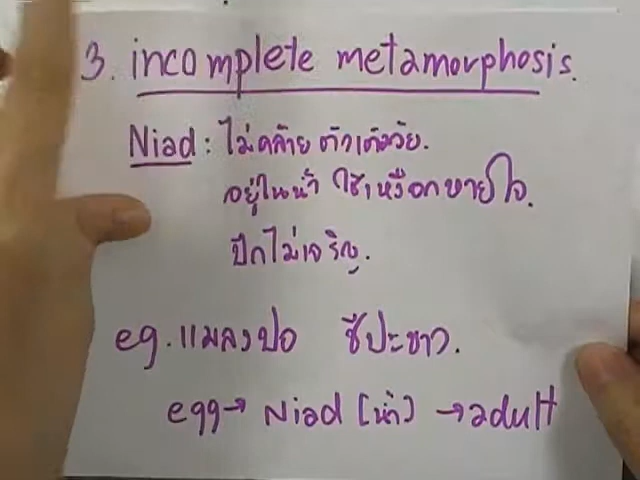 3. incomplete metamorphosis.
Niad : ไม่คล้าย ตัวเต็มวัย.
อยู่ในน้ำ ใช้เหงือกหายใจ.
ปีกไม่เจริญ.
eg. แมลงปอ ชีปะขาว.
egg → Niad [น้ำ] → adult